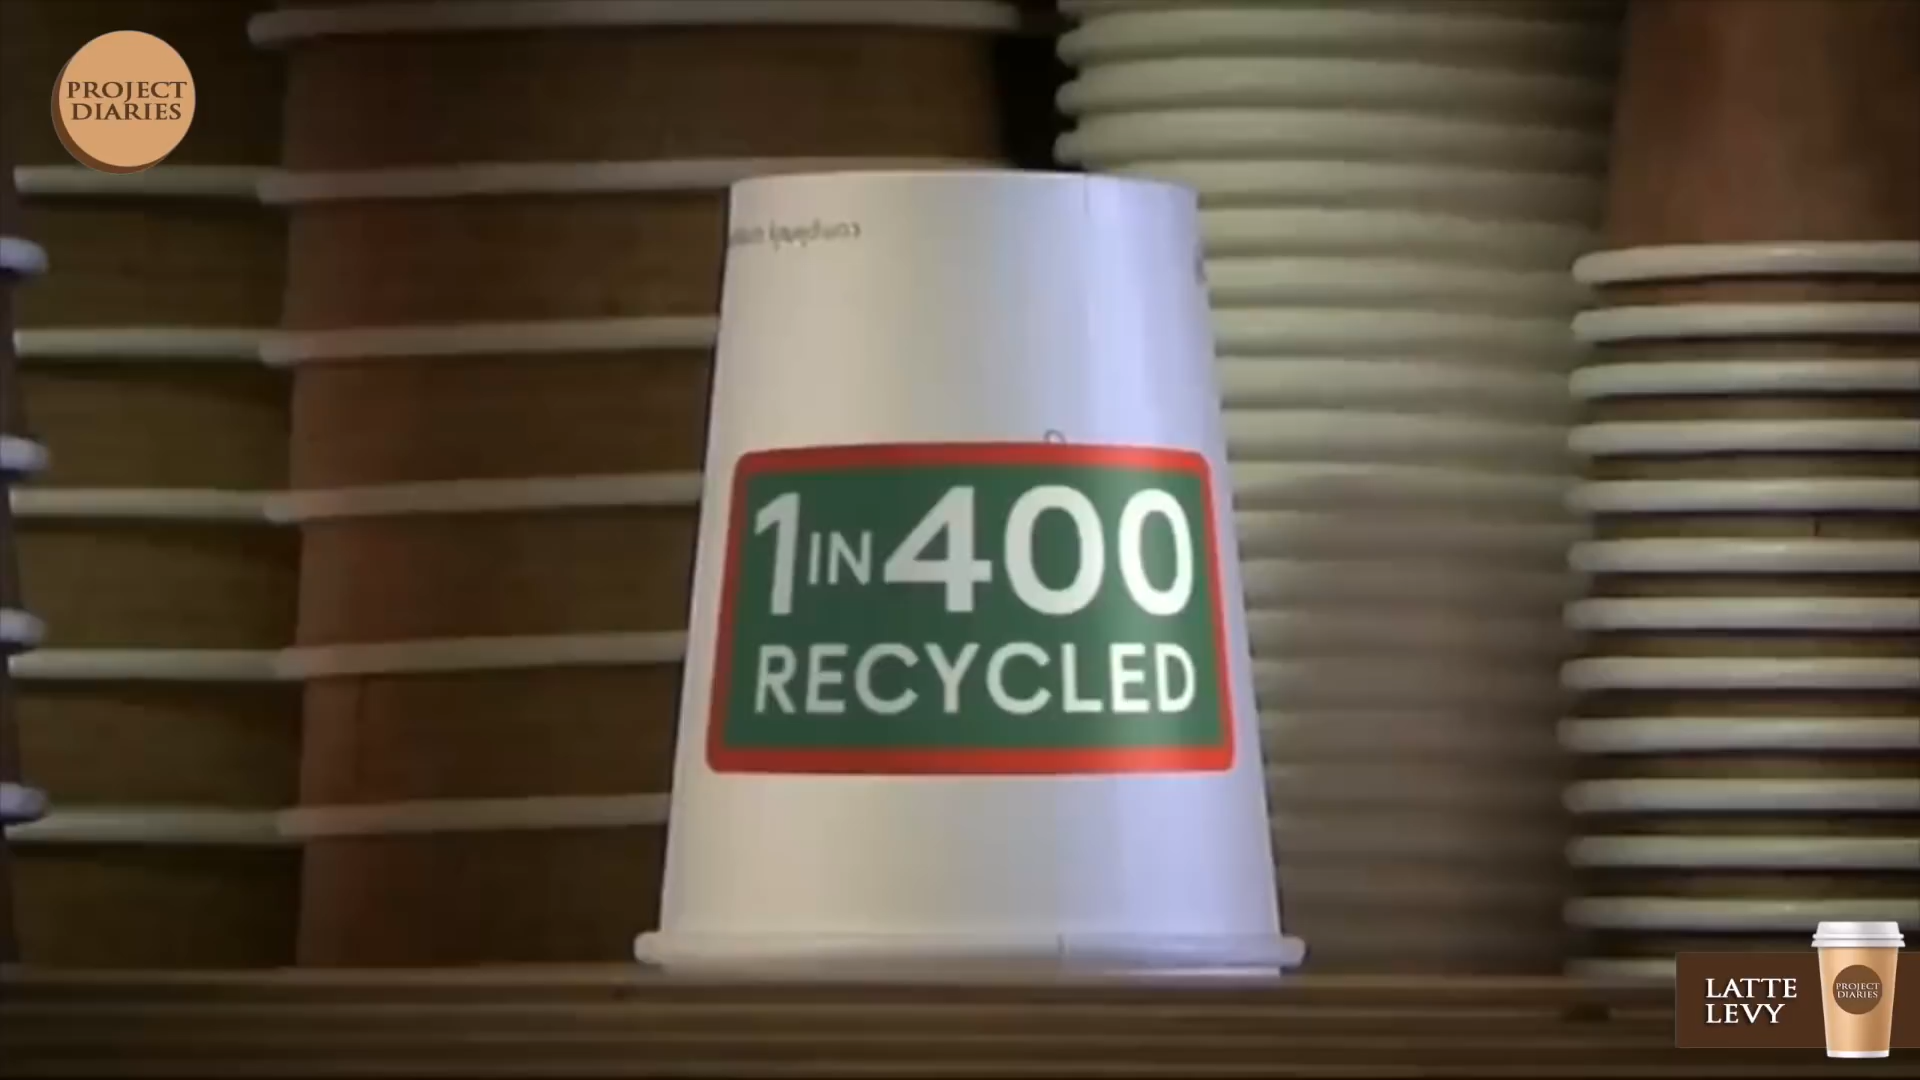 PROJECT
DIARIES
1 IN 400
RECYCLED
LATTE
LEVY
PROJECT
DIARIES